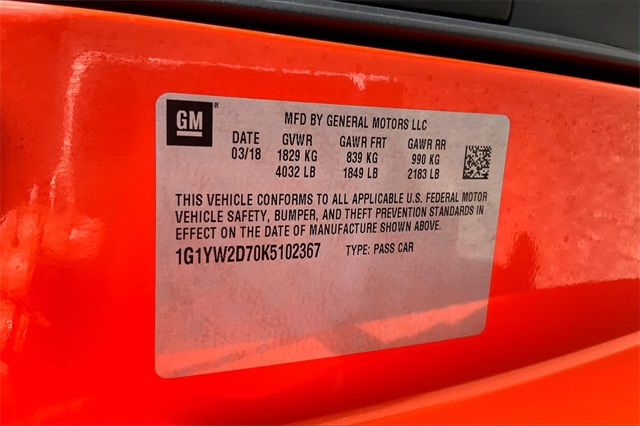 GM ®
MFD BY GENERAL MOTORS LLC
DATE GVWR GAWR FRT GAWR RR
03/18 1829 KG 839 KG 990 KG
4032 LB 1849 LB 2183 LB
THIS VEHICLE CONFORMS TO ALL APPLICABLE U.S. FEDERAL MOTOR
VEHICLE SAFETY, BUMPER, AND THEFT PREVENTION STANDARDS IN
EFFECT ON THE DATE OF MANUFACTURE SHOWN ABOVE.
1G1YW2D70K5102367 TYPE: PASS CAR